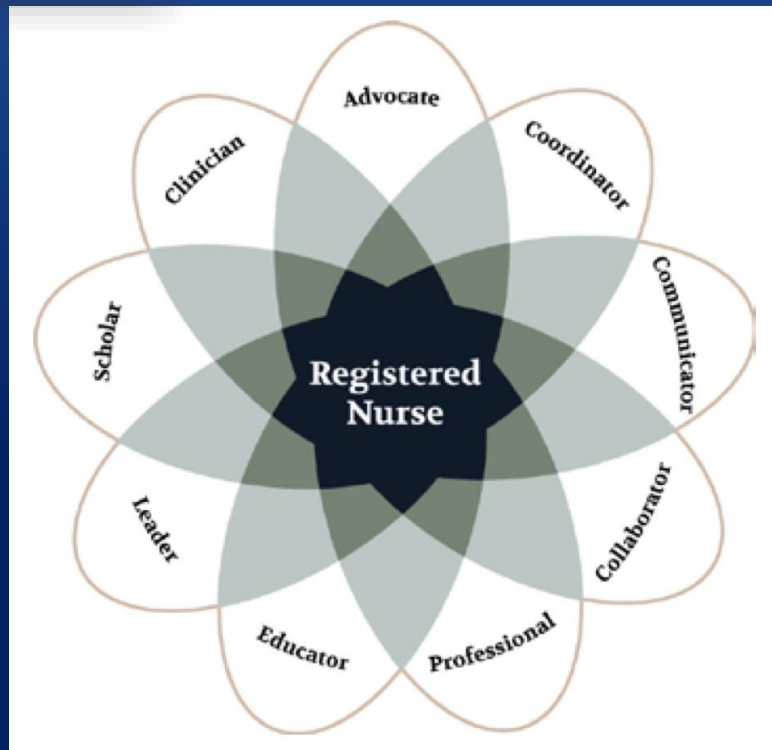 Advocate
Coordinator
Communicator
Collaborator
Professional
Educator
Leader
Scholar
Clinician
Registered
Nurse